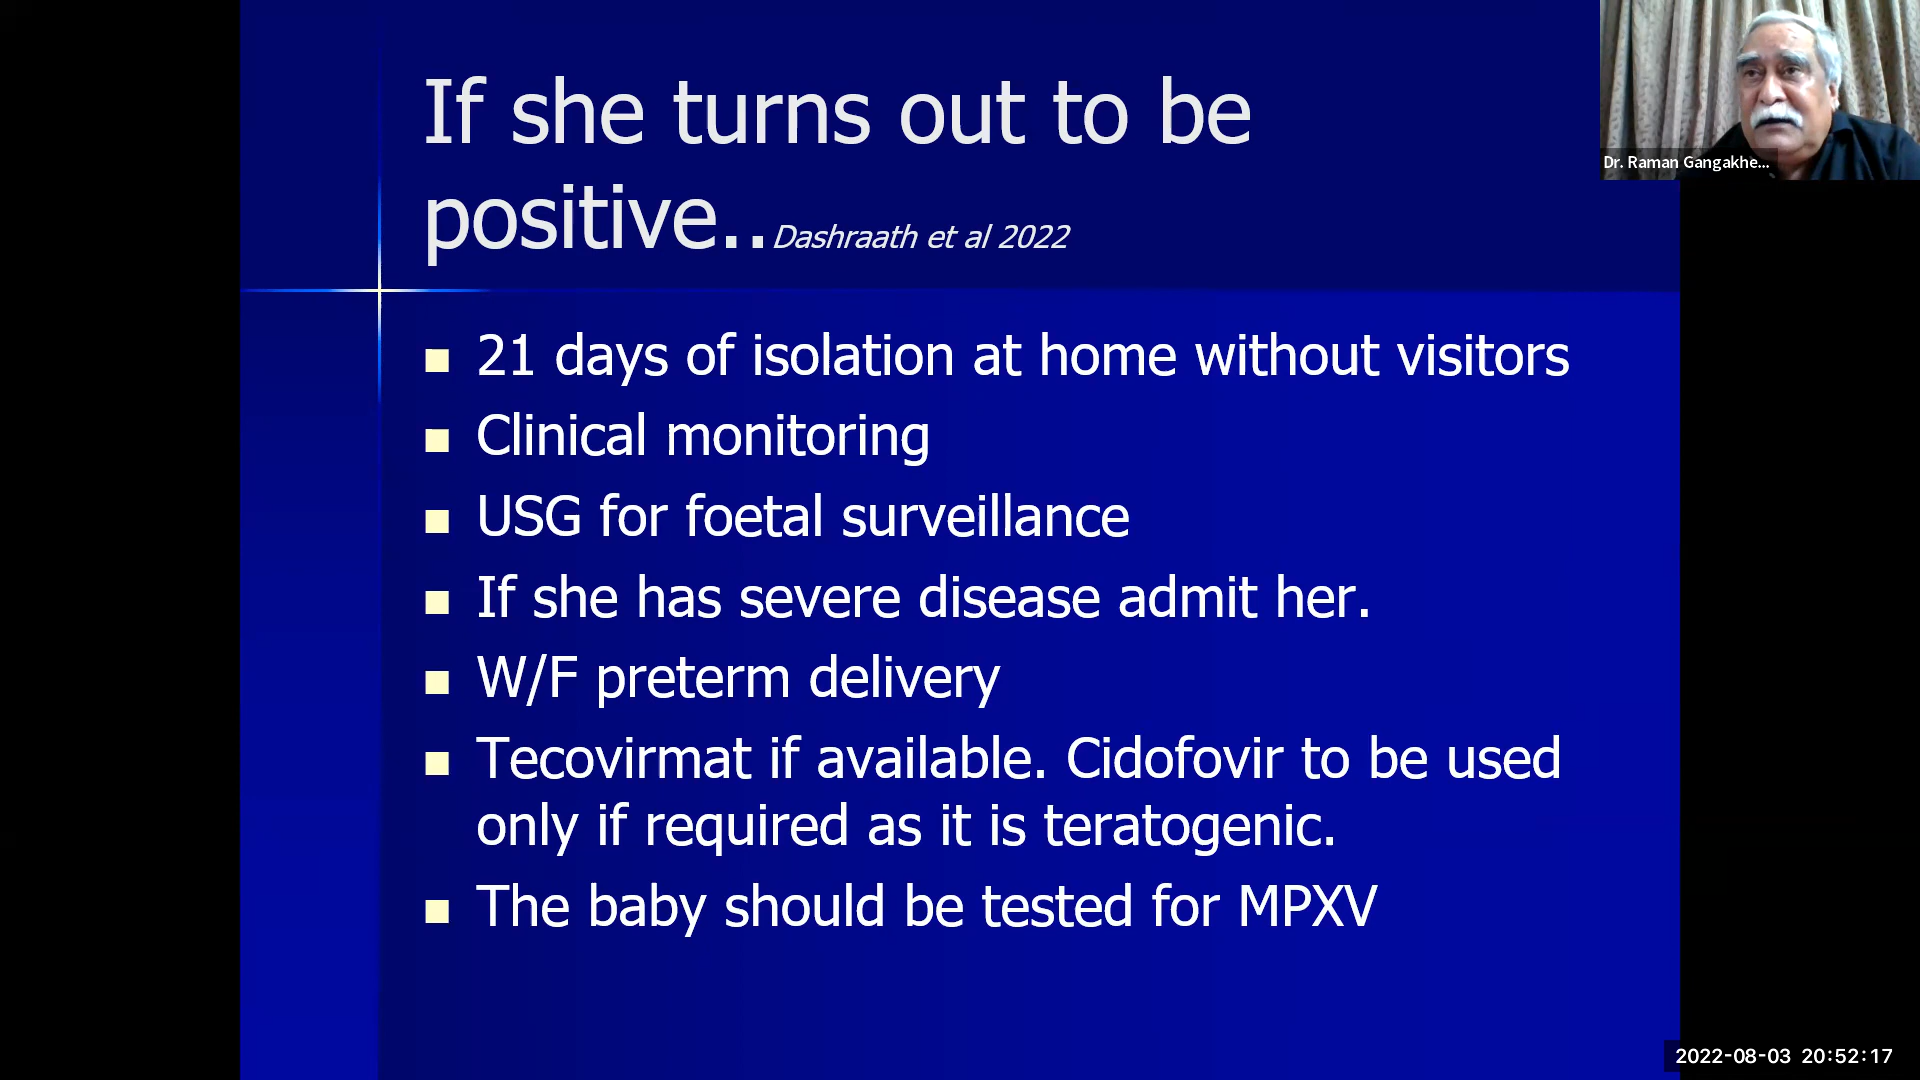 If she turns out to be
positive..Dashraath et al 2022
21 days of isolation at home without visitors
Clinical monitoring
USG for foetal surveillance
If she has severe disease admit her.
W/F preterm delivery
Tecovirmat if available. Cidofovir to be used
only if required as it is teratogenic.
The baby should be tested for MPXV
Dr. Raman Gangakhe...
2022-08-03 20:52:17